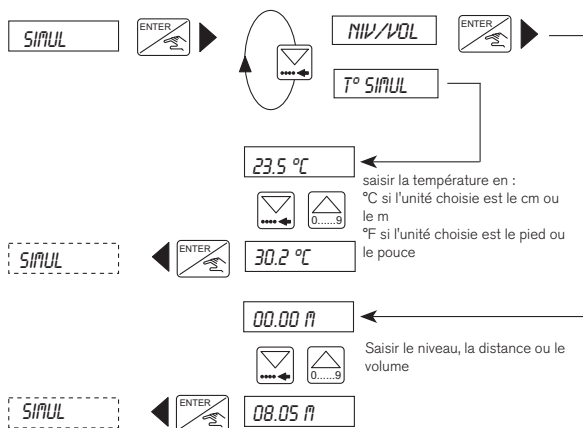 SIMUL
ENTER
NIV/VOL
ENTER
T° SIMUL
23.5 °C
saisir la température en :
°C si l'unité choisie est le cm ou
le m
°F si l'unité choisie est le pied ou
le pouce
0......9
SIMUL
ENTER
30.2 °C
00.00 M
Saisir le niveau, la distance ou le
volume
0......9
SIMUL
ENTER
08.05 M